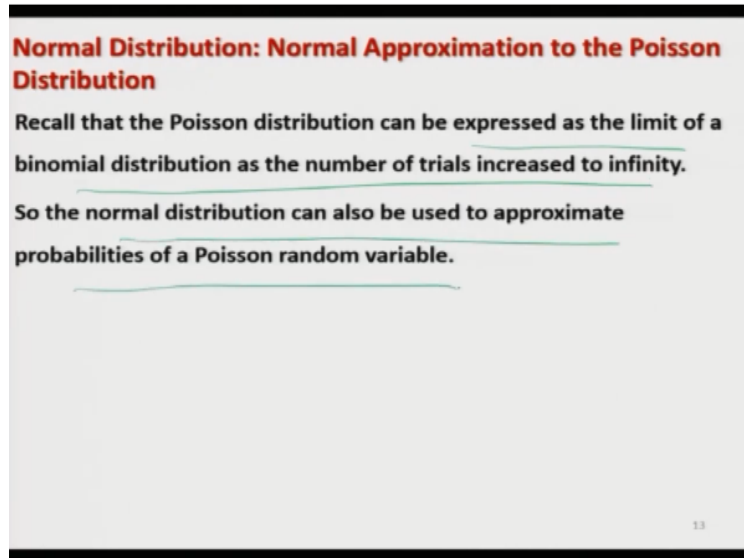 Normal Distribution: Normal Approximation to the Poisson
Distribution
Recall that the Poisson distribution can be expressed as the limit of a
binomial distribution as the number of trials increased to infinity.
So the normal distribution can also be used to approximate
probabilities of a Poisson random variable.
13